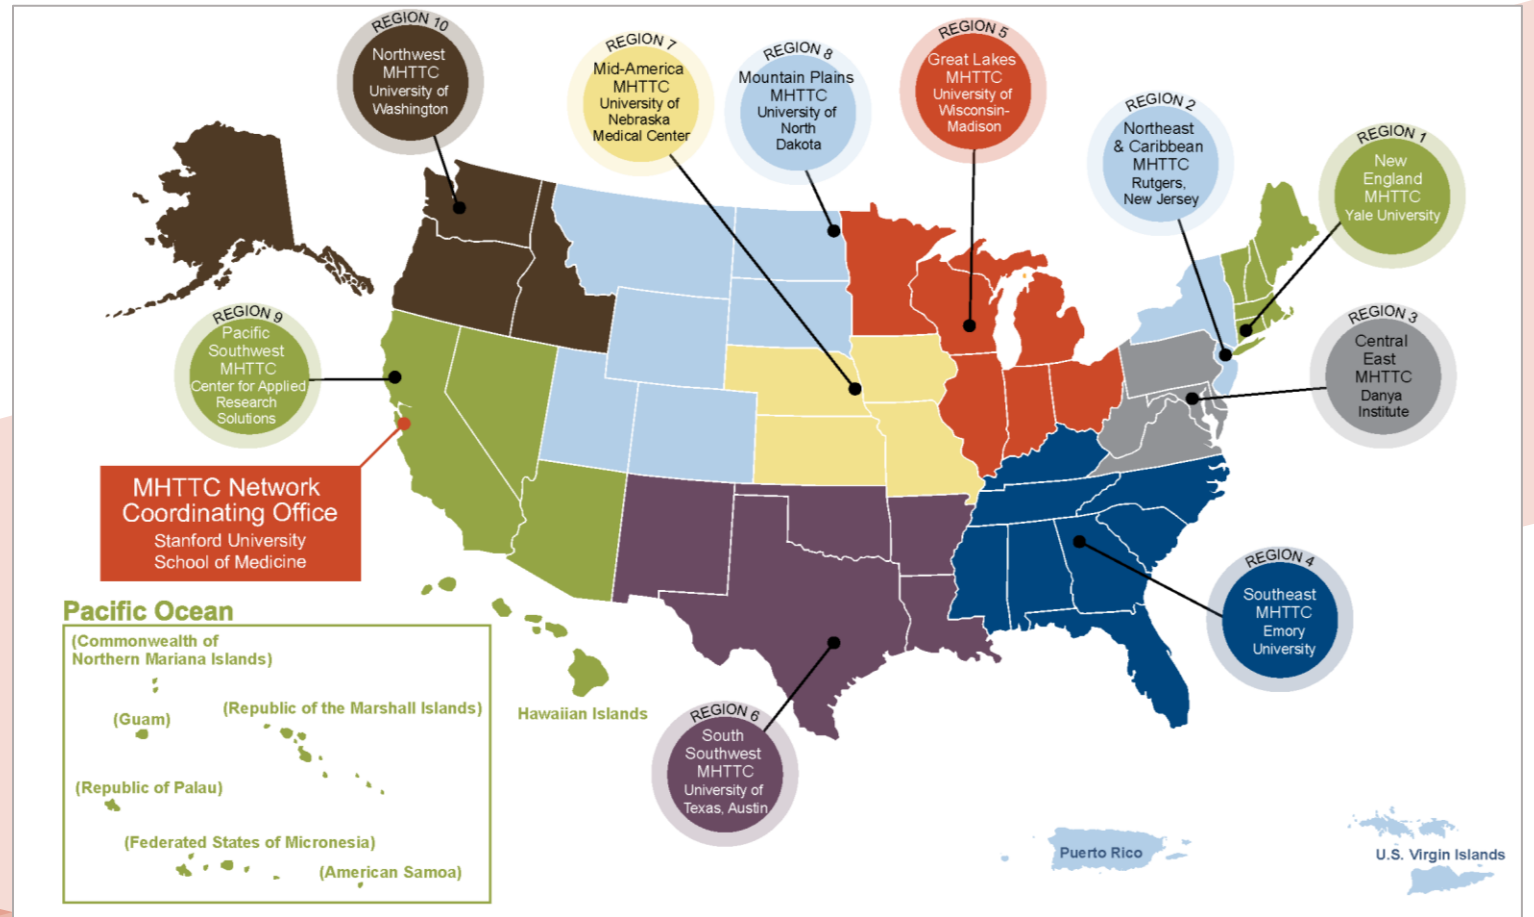 REGION 10
Northwest
MHTTC
University of
Washington
REGION 7
Mid-America
MHTTC
University of
Nebraska
Medical Center
REGION 8
Mountain Plains
MHTTC
University of
North
Dakota
REGION 5
Great Lakes
MHTTC
University of
Wisconsin-
Madison
REGION 2
Northeast
& Caribbean
MHTTC
Rutgers,
New Jersey
REGION 1
New
England
MHTTC
Yale University
REGION 9
Pacific
Southwest
MHTTC
Center for Applied
Research
Solutions
REGION 3
Central
East
MHTTC
Danya
Institute
MHTTC Network
Coordinating Office
Stanford University
School of Medicine
REGION 4
Southeast
MHTTC
Emory
University
Pacific Ocean
(Commonwealth of
Northern Mariana Islands)
(Guam)
(Republic of the Marshall Islands)
(Republic of Palau)
(Federated States of Micronesia)
(American Samoa)
Hawaiian Islands
REGION 6
South
Southwest
MHTTC
University of
Texas, Austin
Puerto Rico
U.S. Virgin Islands